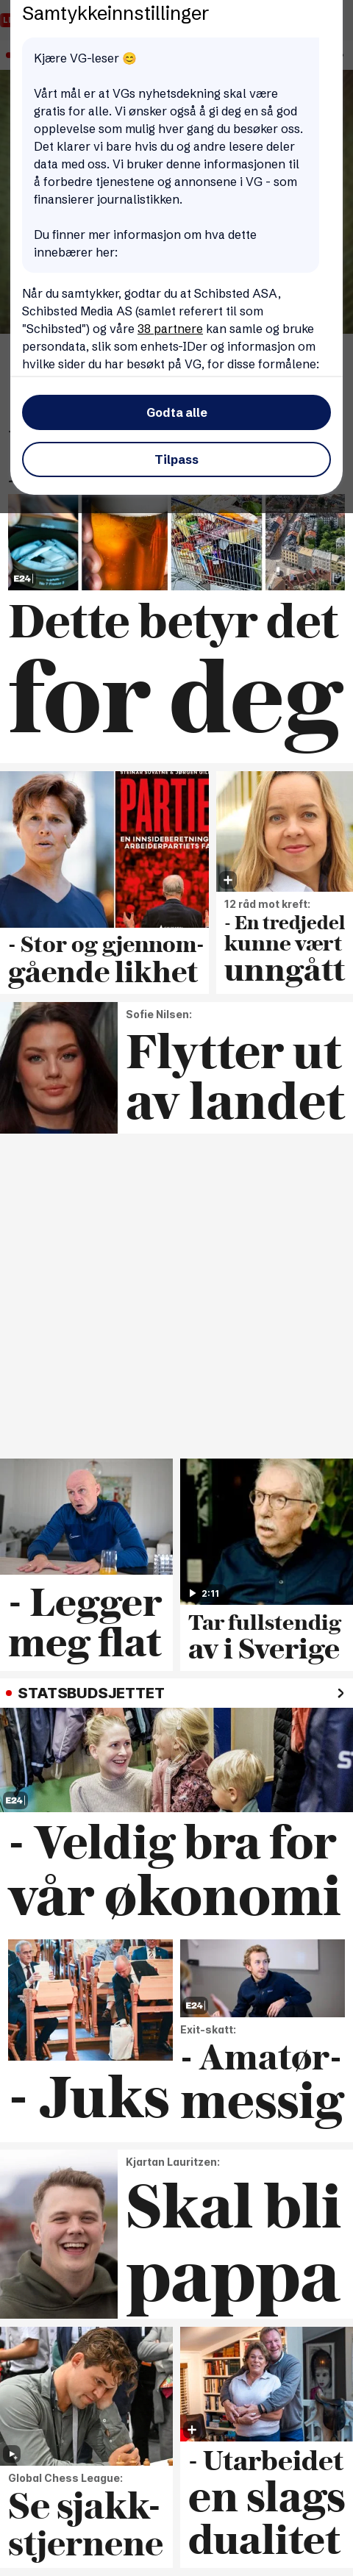 Samtykkeinnstillinger
Kjære VG-leser 😊
Vårt mål er at VGs nyhetsdekning skal være
gratis for alle. Vi ønsker også å gi deg en så god
opplevelse som mulig hver gang du besøker oss.
Det klarer vi bare hvis du og andre lesere deler
data med oss. Vi bruker denne informasjonen til
å forbedre tjenestene og annonsene i VG - som
finansierer journalistikken.
Du finner mer informasjon om hva dette
innebærer her:
Når du samtykker, godtar du at Schibsted ASA,
Schibsted Media AS (samlet referert til som
"Schibsted") og våre 38 partnere kan samle og bruke
persondata, slik som enhets-IDer og informasjon om
hvilke sider du har besøkt på VG, for disse formålene:
Godta alle
Tilpass
E24
Dette betyr det
for deg
PARTIE
EN INNSIDEBERETNING
ARBEIDERPARTIETS FA
- Stor og gjennom-
gående likhet
12 råd mot kreft:
- En tredjedel
kunne vært
unngått
Sofie Nilsen:
Flytter ut
av landet
- Legger
meg flat
2:11
Tar fullstendig
av i Sverige
STATSBUDSJETTET
E24
- Veldig bra for
vår økonomi
- Juks
E24
Exit-skatt:
- Amatør-
messig
Kjartan Lauritzen:
Skal bli
pappa
Global Chess League:
Se sjakk-
stjernene
- Utarbeidet
en slags
dualitet